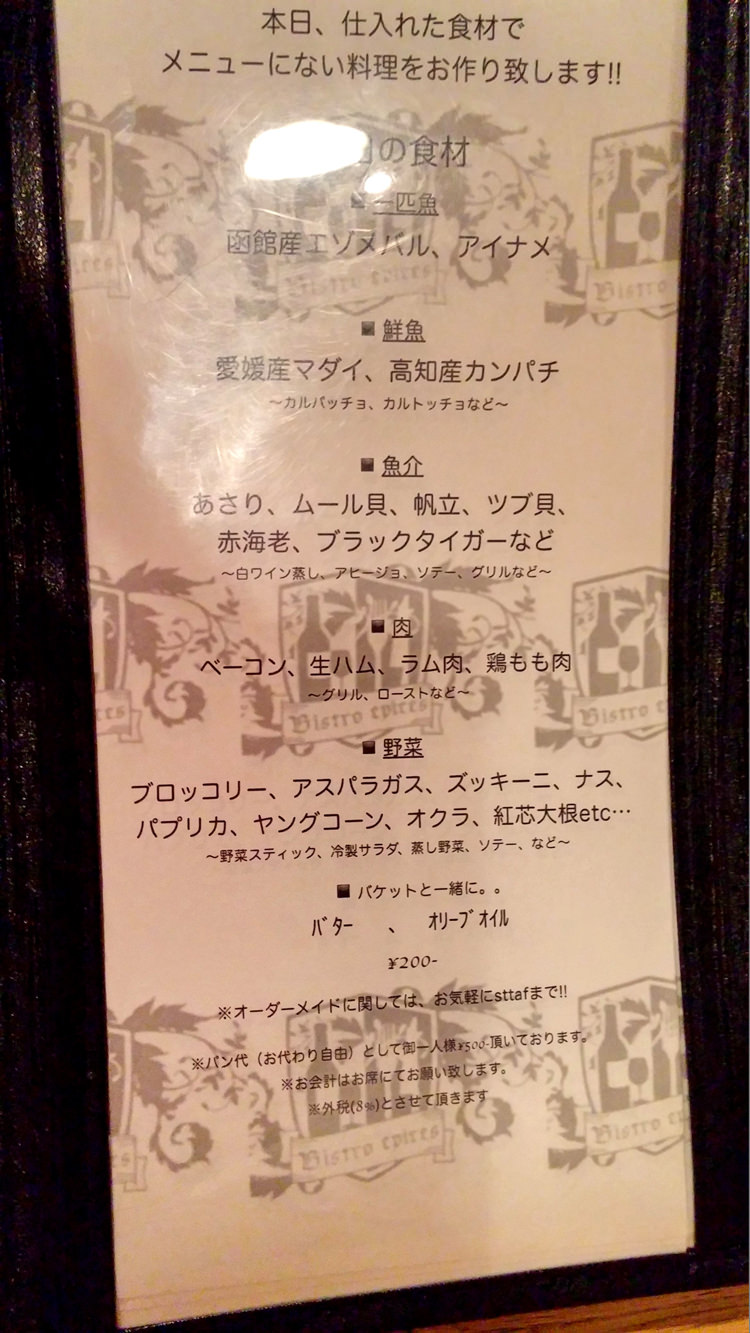 本日、仕入れた食材で
メニューにない料理をお作り致します!!
の食材
■ 一匹魚
函館産エゾメバル、アイナメ
■ 鮮魚
愛媛産マダイ、高知産カンパチ
～カルパッチョ、カルトッチョなど～
■ 魚介
あさり、ムール貝、帆立、ツブ貝、
赤海老、ブラックタイガーなど
～白ワイン蒸し、アヒージョ、ソテー、グリルなど～
■ 肉
ベーコン、生ハム、ラム肉、鶏もも肉
～グリル、ローストなど～
■ 野菜
ブロッコリー、アスパラガス、ズッキーニ、ナス、
パプリカ、ヤングコーン、オクラ、紅芯大根etc…
～野菜スティック、冷製サラダ、蒸し野菜、ソテー、など～
■ バケットと一緒に。。
ﾊﾞﾀｰ 、 ｵﾘｰﾌﾞｵｲﾙ
¥200-
※オーダーメイドに関しては、お気軽にsttafまで!!
※パン代（お代わり自由）として御一人様¥500-頂いております。
※お会計はお席にてお願い致します。
※外税(8%)とさせて頂きます
Bistro epices